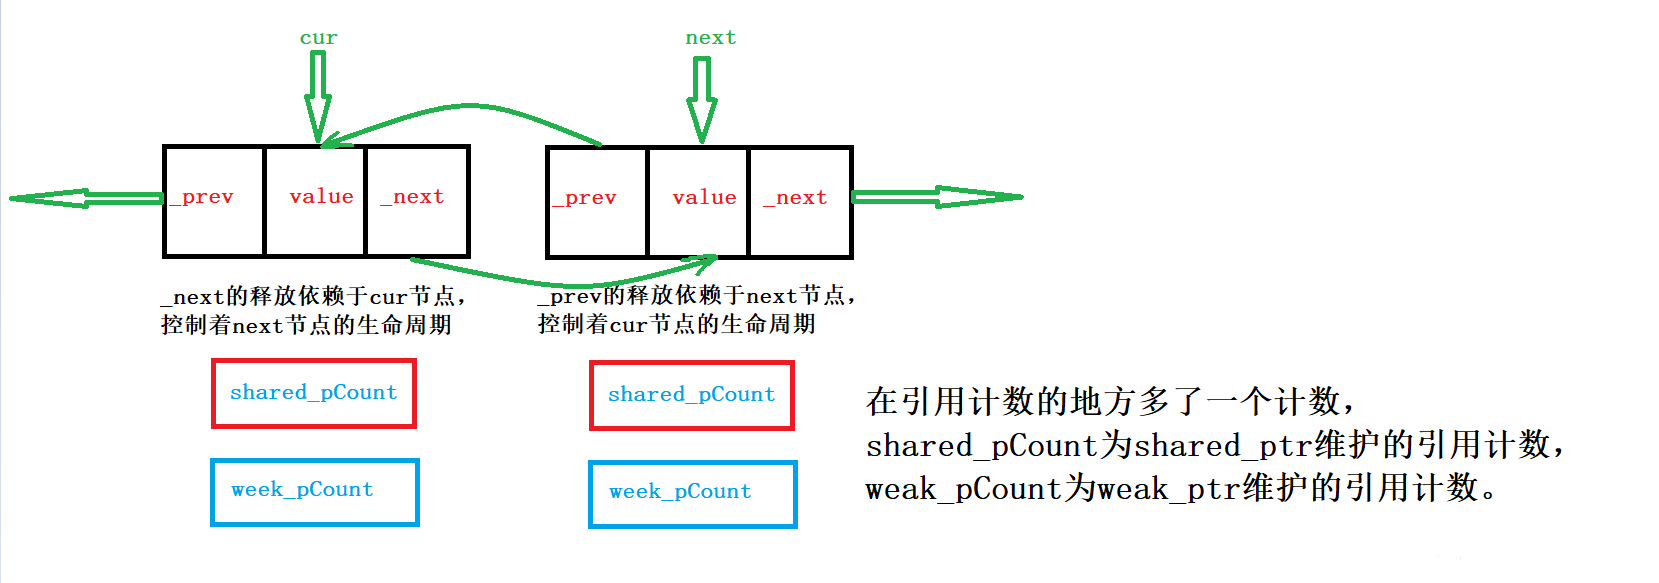 cur
next
_prev
value
_next
_prev
value
_next
_next的释放依赖于cur节点，
控制着next节点的生命周期
_prev的释放依赖于next节点，
控制着cur节点的生命周期
shared_pCount
shared_pCount
week_pCount
week_pCount
在引用计数的地方多了一个计数，
shared_pCount为shared_ptr维护的引用计数，
weak_pCount为weak_ptr维护的引用计数。